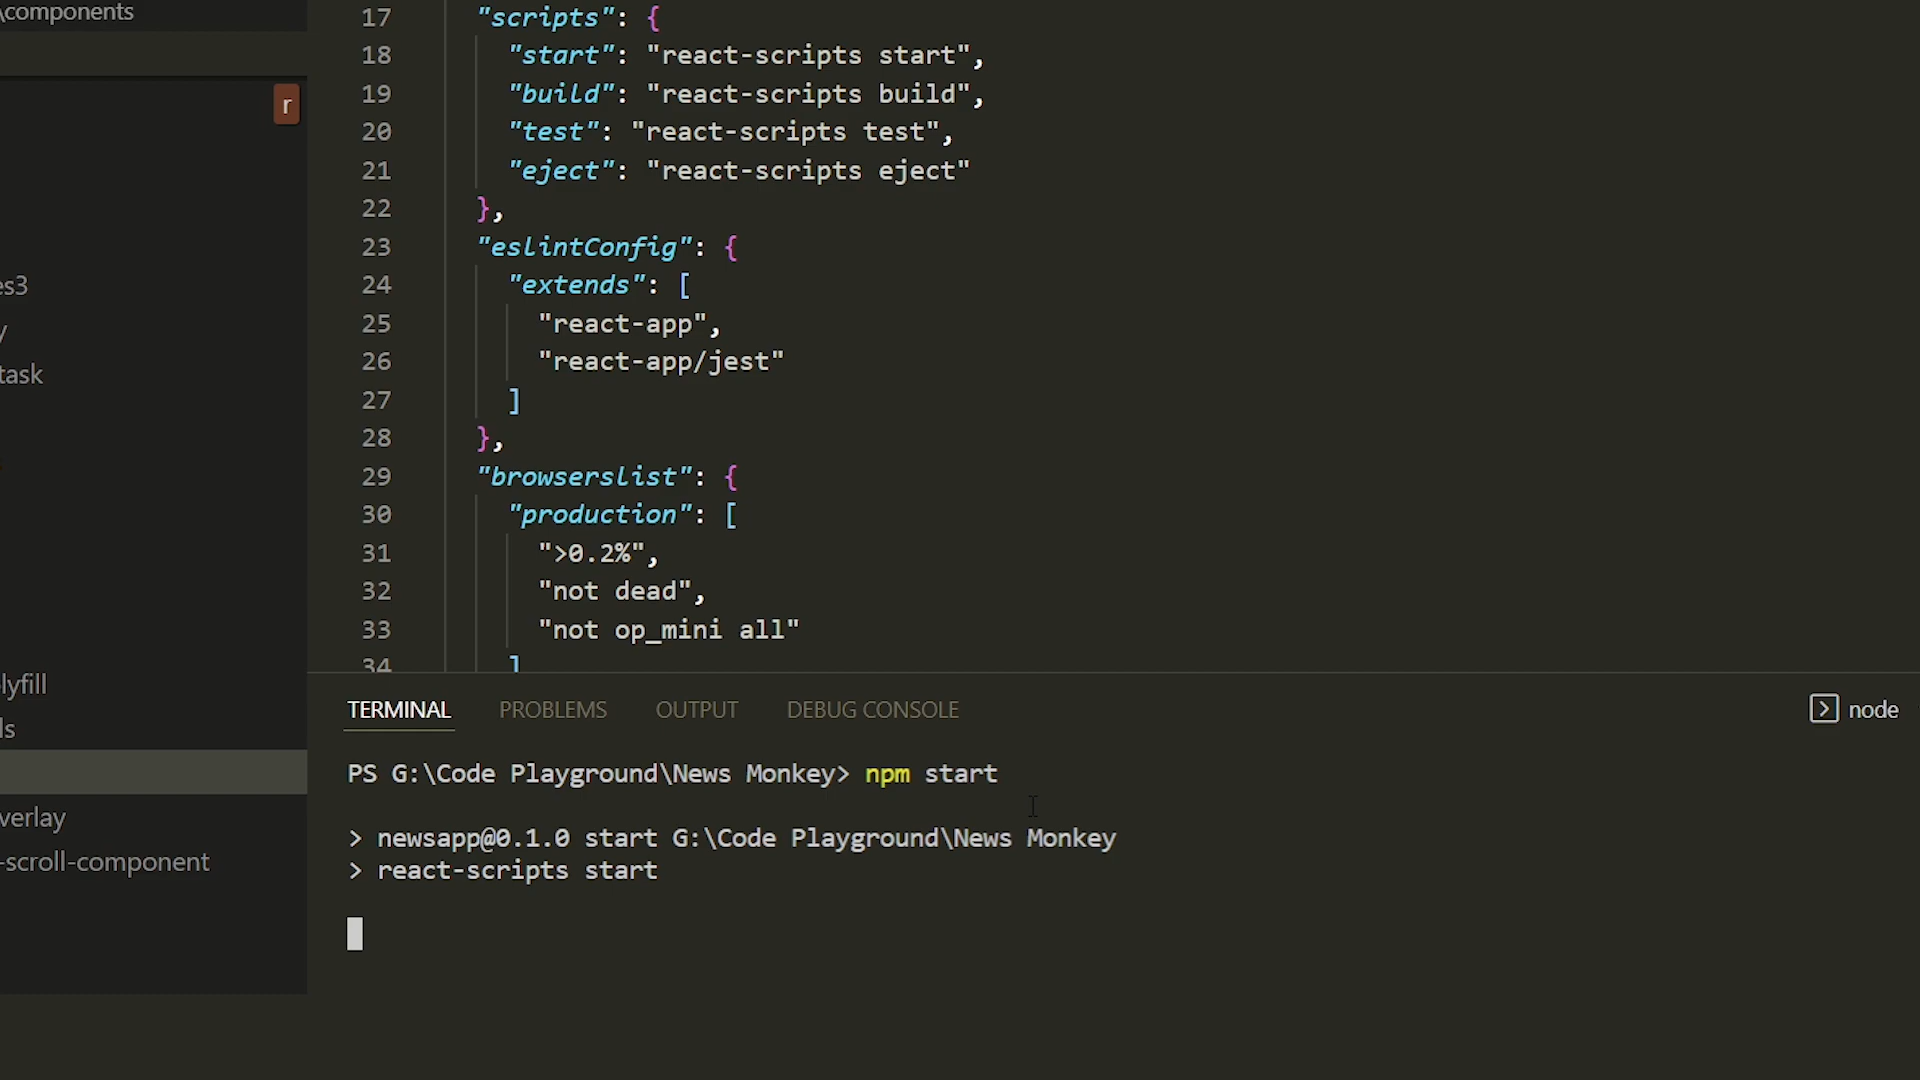 \components
r
es3
y
task
lyfill
ls
verlay
-scroll-component
17 "scripts": {
18 "start": "react-scripts start",
19 "build": "react-scripts build",
20 "test": "react-scripts test",
21 "eject": "react-scripts eject"
22 },
23 "eslintConfig": {
24 "extends": [
25 "react-app",
26 "react-app/jest"
27 ]
28 },
29 "browserslist": {
30 "production": [
31 ">0.2%",
32 "not dead",
33 "not op_mini all"
34 ]
TERMINAL PROBLEMS OUTPUT DEBUG CONSOLE node
PS G:\Code Playground\News Monkey> npm start
> newsapp@0.1.0 start G:\Code Playground\News Monkey
> react-scripts start